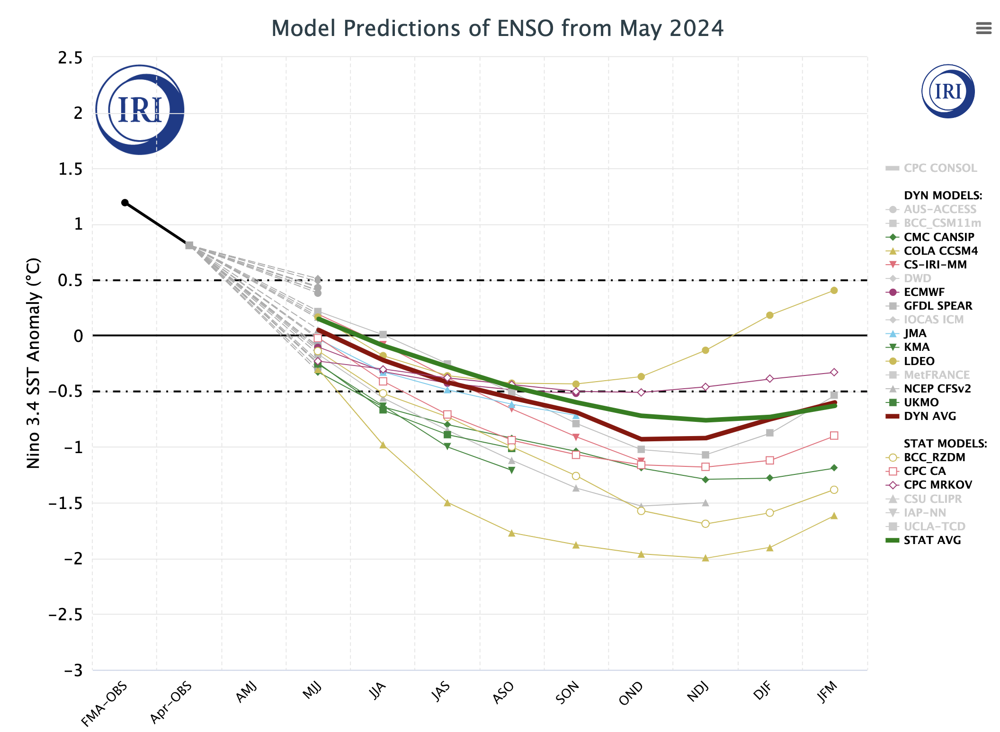 Model Predictions of ENSO from May 2024
IRI
IRI
Nino 3.4 SST Anomaly (°C)
2.5
2
1.5
1
0.5
0
−0.5
−1
−1.5
−2
−2.5
−3
FMA−OBS
Apr−OBS
AMJ
MJJ
JJA
JAS
ASO
SON
OND
NDJ
DJF
JFM
CPC CONSOL
DYN MODELS:
AUS−ACCESS
BCC_CSM11m
CMC CANSIP
COLA CCSM4
CS−IRI−MM
DWD
ECMWF
GFDL SPEAR
IOCAS ICM
JMA
KMA
LDEO
MetFRANCE
NCEP CFSv2
UKMO
DYN AVG
STAT MODELS:
BCC_RZDM
CPC CA
CPC MRKOV
CSU CLIPR
IAP−NN
UCLA−TCD
STAT AVG